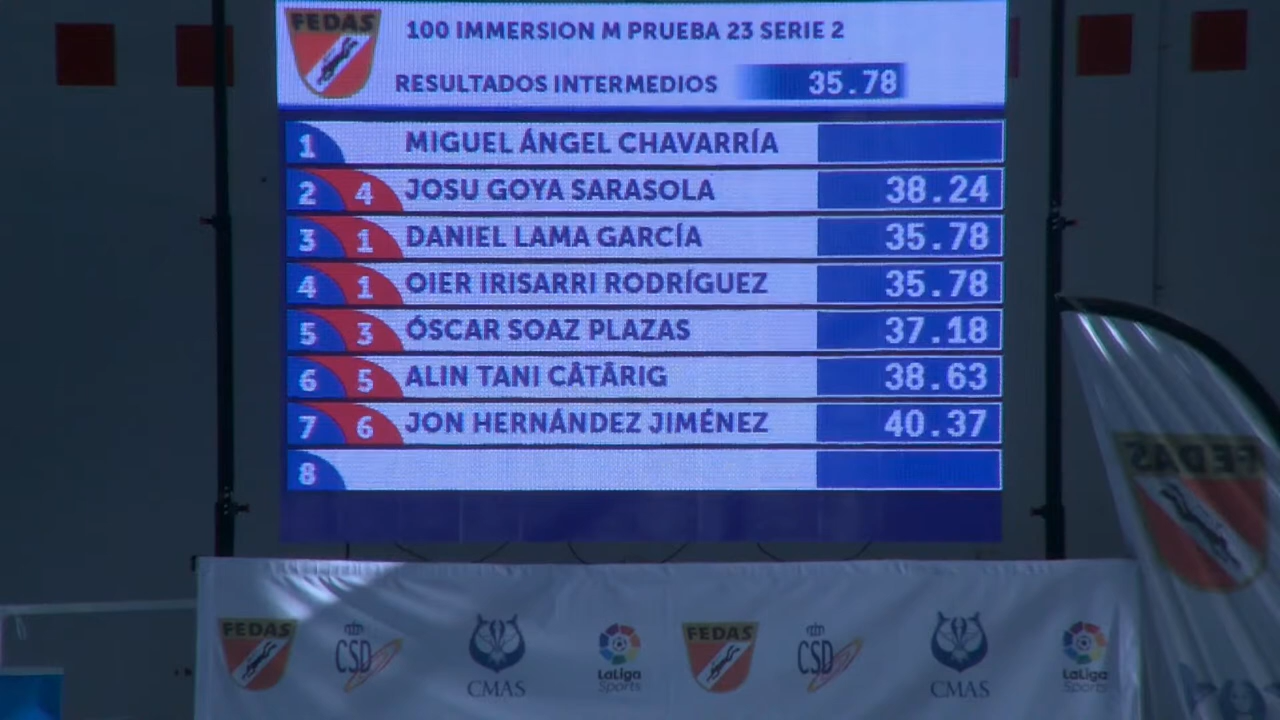 FEDAS
100 IMMERSION M PRUEBA 23 SERIE 2
RESULTADOS INTERMEDIOS 35.78
1 MIGUEL ÁNGEL CHAVARRÍA
2 4 JOSU GOYA SARASOLA 38.24
3 1 DANIEL LAMA GARCÍA 35.78
4 1 OIER IRISARRI RODRÍGUEZ 35.78
5 3 ÓSCAR SOAZ PLAZAS 37.18
6 5 ALIN TANI CÂTÂRIG 38.63
7 6 JON HERNÁNDEZ JIMÉNEZ 40.37
8
FEDAS
FEDAS CSD CMAS LaLiga Sports FEDAS CSD CMAS LaLiga Sports